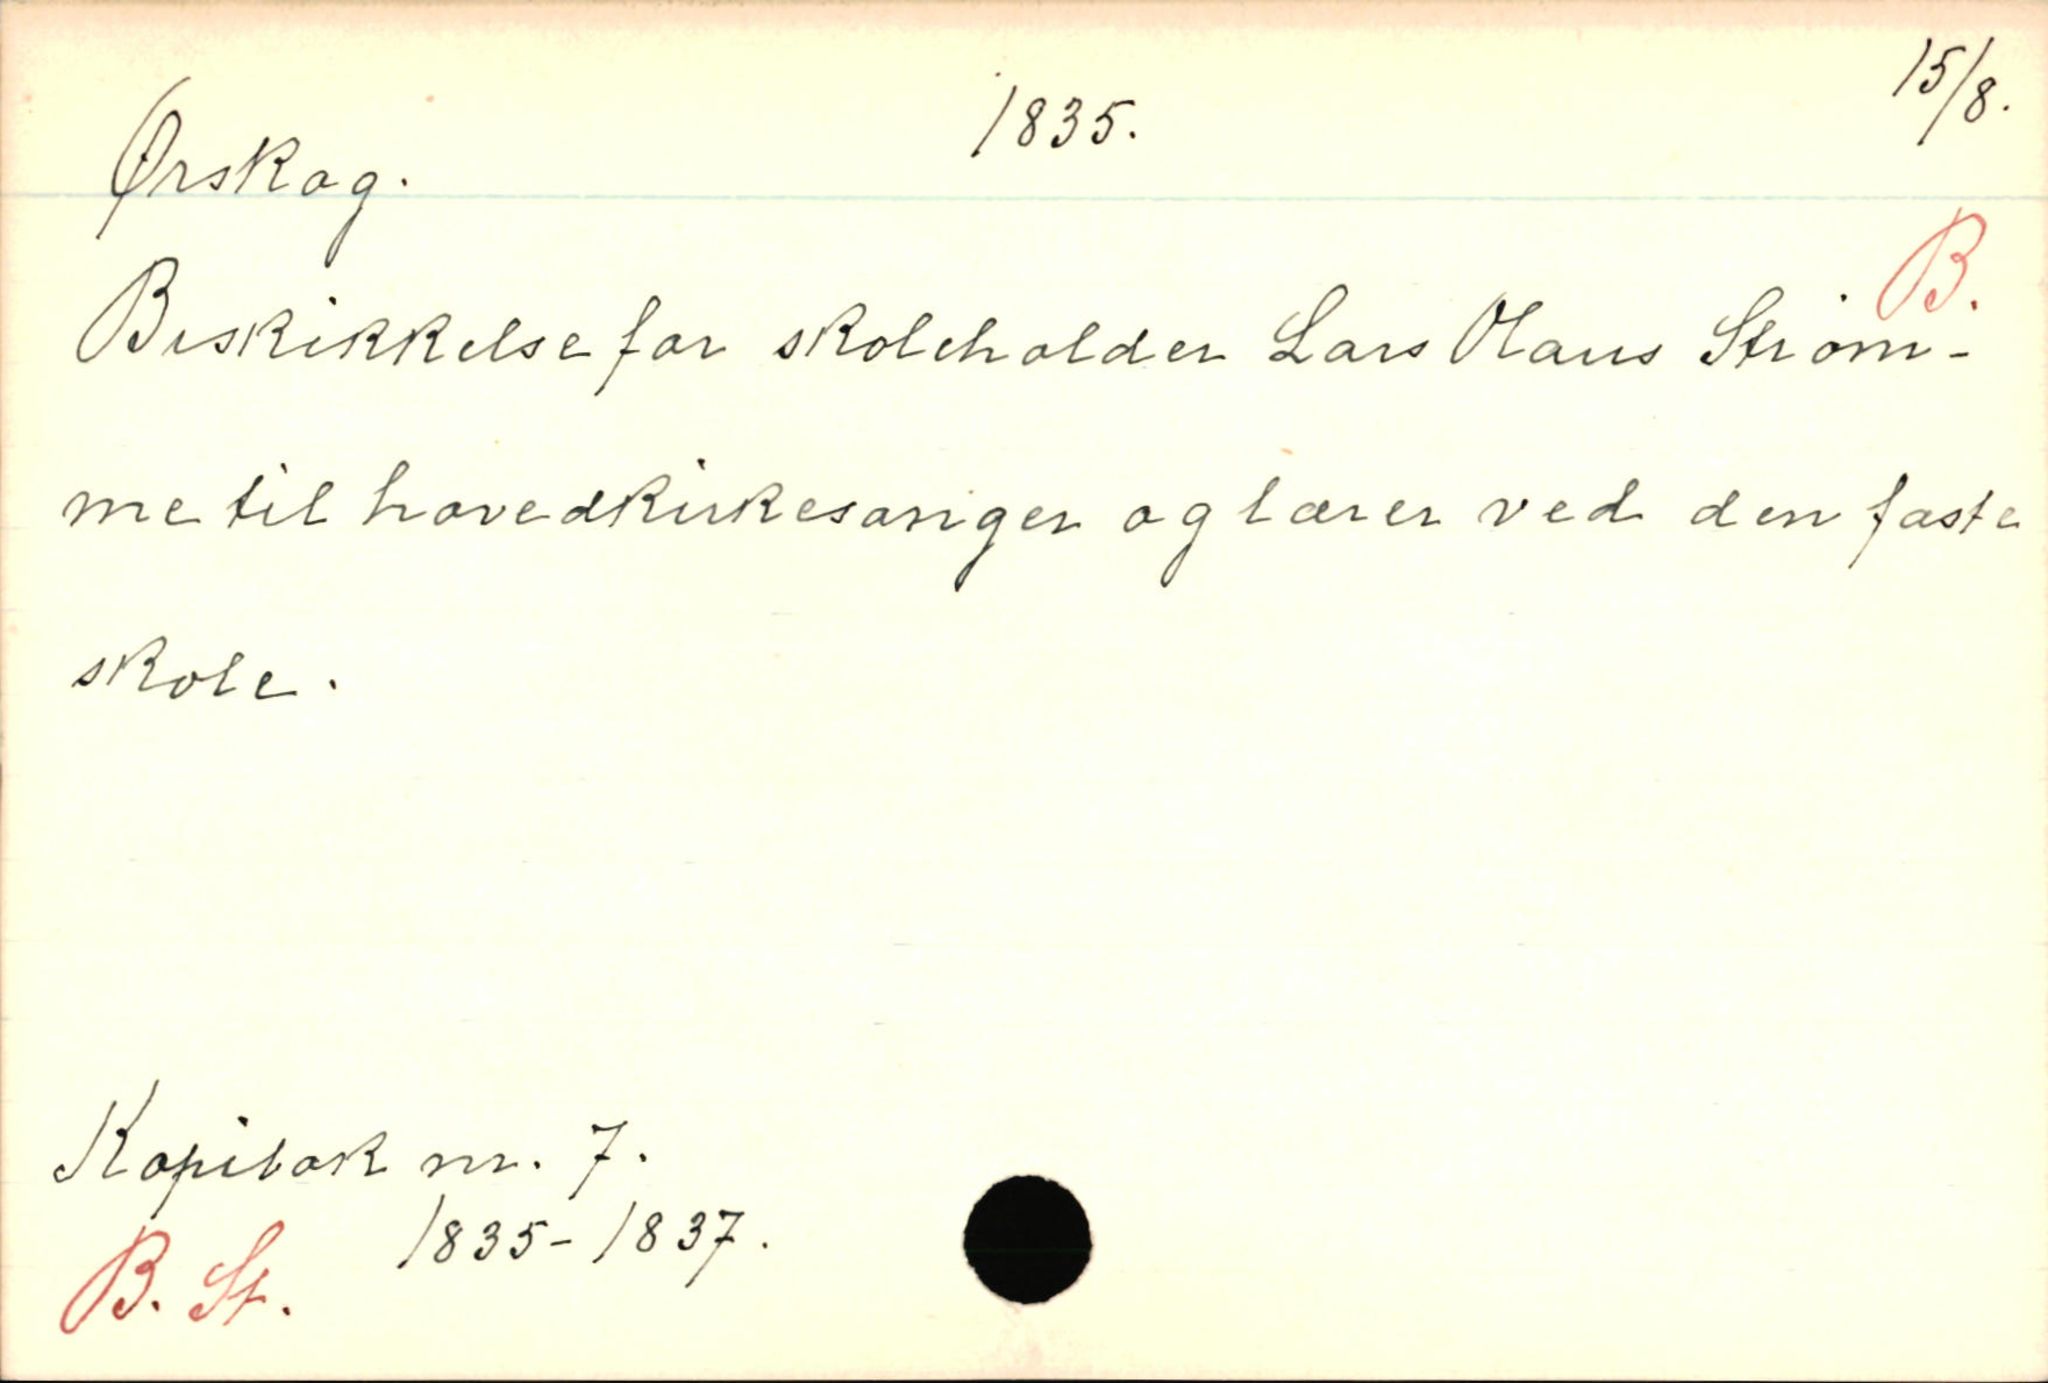 15/8.
Ørskog. 1835.
B.
Beskikkelse for skoleholder Lars Olaus Strøm-
me til hovedkirkesanger og lærer ved den faste
skole.
Kopibok nr. 7.
1835-1837.
B. St.